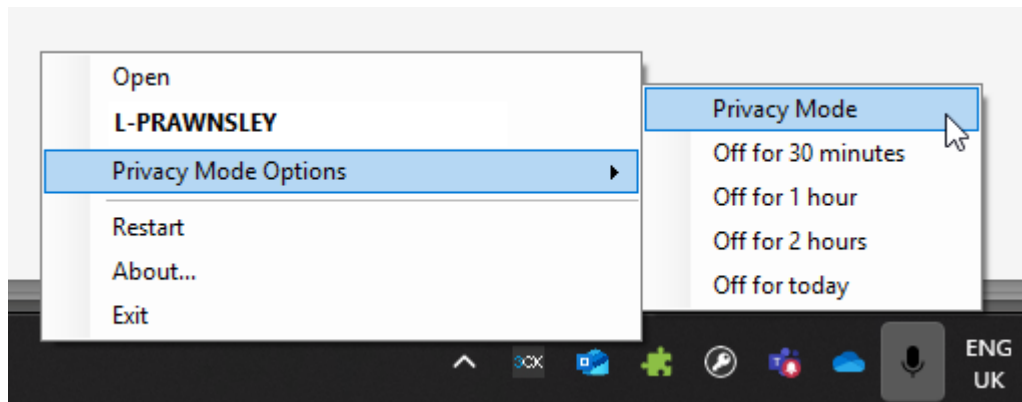 Open
L-PRAWNSLEY
Privacy Mode Options
Restart
About...
Exit
Privacy Mode
Off for 30 minutes
Off for 1 hour
Off for 2 hours
Off for today
3CX
ENG
UK